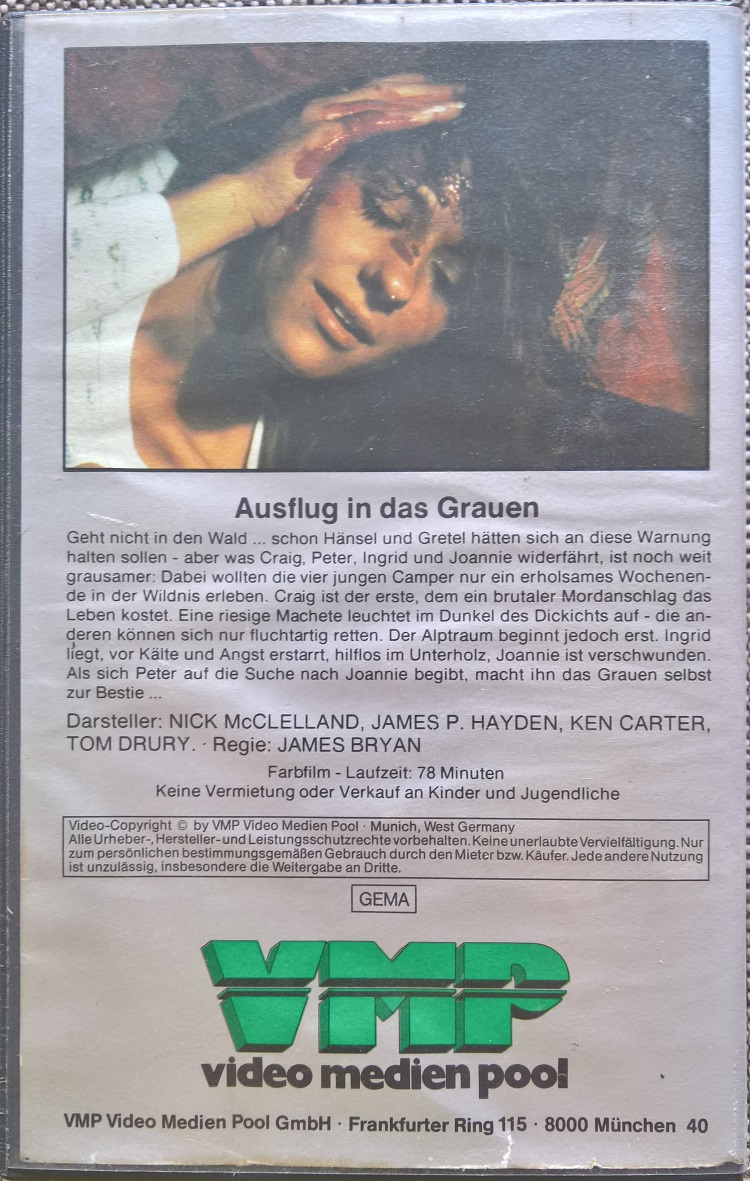 Ausflug in das Grauen
Geht nicht in den Wald ... schon Hänsel und Gretel hätten sich an diese Warnung
halten sollen - aber was Craig, Peter, Ingrid und Joannie widerfährt, ist noch weit
grausamer: Dabei wollten die vier jungen Camper nur ein erholsames Wochenen-
de in der Wildnis erleben. Craig ist der erste, dem ein brutaler Mordanschlag das
Leben kostet. Eine riesige Machete leuchtet im Dunkel des Dickichts auf - die an-
deren können sich nur fluchtartig retten. Der Alptraum beginnt jedoch erst. Ingrid
liegt, vor Kälte und Angst erstarrt, hilflos im Unterholz, Joannie ist verschwunden.
Als sich Peter auf die Suche nach Joannie begibt, macht ihn das Grauen selbst
zur Bestie ...
Darsteller: NICK McCLELLAND, JAMES P. HAYDEN, KEN CARTER,
TOM DRURY. · Regie: JAMES BRYAN
Farbfilm - Laufzeit: 78 Minuten
Keine Vermietung oder Verkauf an Kinder und Jugendliche
Video-Copyright © by VMP Video Medien Pool · Munich, West Germany
Alle Urheber-, Hersteller- und Leistungsschutzrechte vorbehalten. Keine unerlaubte Vervielfältigung. Nur
zum persönlichen bestimmungsgemäßen Gebrauch durch den Mieter bzw. Käufer. Jede andere Nutzung
ist unzulässig, insbesondere die Weitergabe an Dritte.
GEMA
VMP
video medien pool
VMP Video Medien Pool GmbH · Frankfurter Ring 115 · 8000 München 40